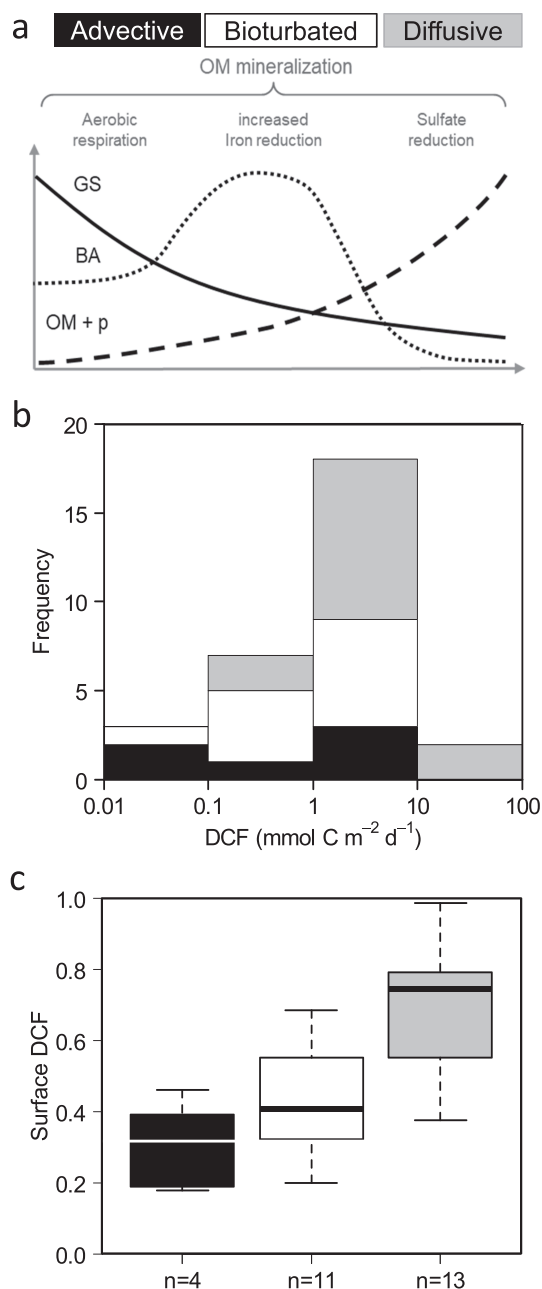 a
Advective Bioturbated Diffusive
OM mineralization
Aerobic respiration
increased Iron reduction
Sulfate reduction
GS
BA
OM + p
b
20
15
10
5
0
Frequency
0.01 0.1 1 10 100
DCF (mmol C m⁻² d⁻¹)
c
1.0
0.8
0.6
0.4
0.2
0.0
Surface DCF
n=4 n=11 n=13